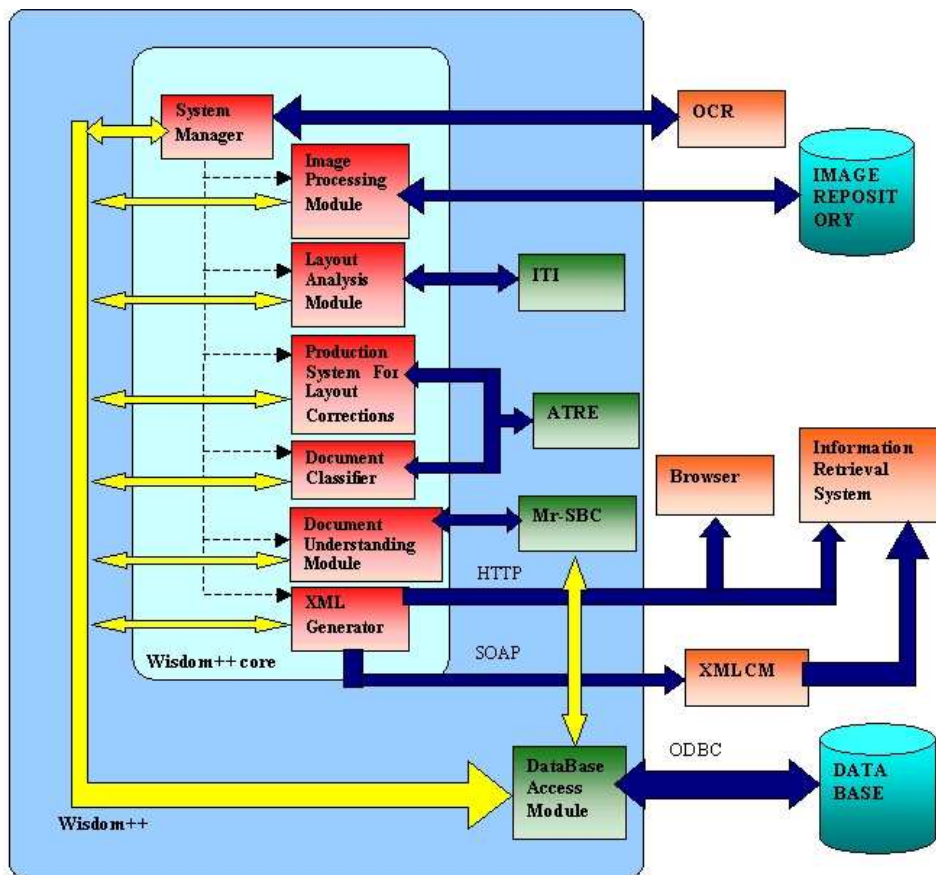 System
Manager
OCR
Image
Processing
Module
IMAGE
REPOSIT
ORY
Layout
Analysis
Module
ITI
Production
System For
Layout
Corrections
ATRE
Document
Classifier
Browser
Information
Retrieval
System
Document
Understanding
Module
Mr-SBC
HTTP
XML
Generator
SOAP
Wisdom++ core
XMLCM
ODBC
DataBase
Access
Module
DATA
BASE
Wisdom++